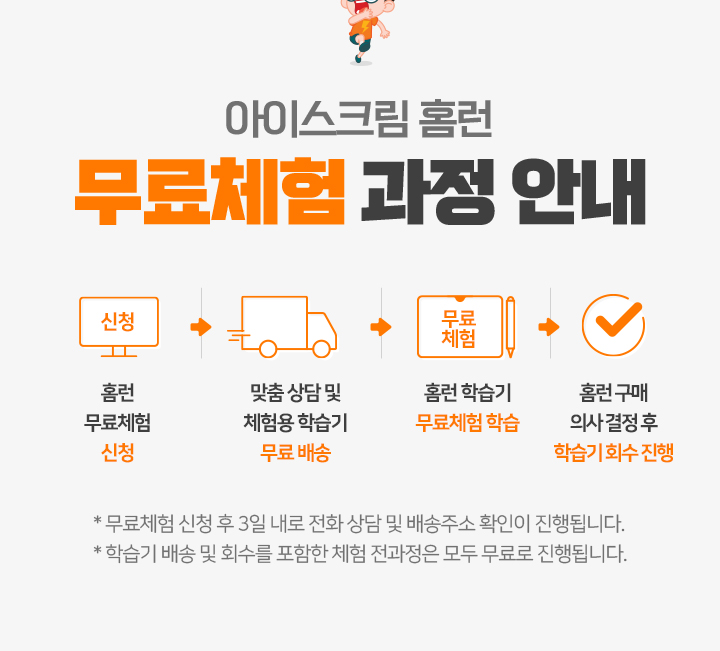 아이스크림 홈런
무료체험 과정 안내
신청
홈런
무료체험
신청
맞춤 상담 및
체험용 학습기
무료 배송
무료
체험
홈런 학습기
무료체험 학습
홈런 구매
의사 결정 후
학습기 회수 진행
* 무료체험 신청 후 3일 내로 전화 상담 및 배송주소 확인이 진행됩니다.
* 학습기 배송 및 회수를 포함한 체험 전과정은 모두 무료로 진행됩니다.